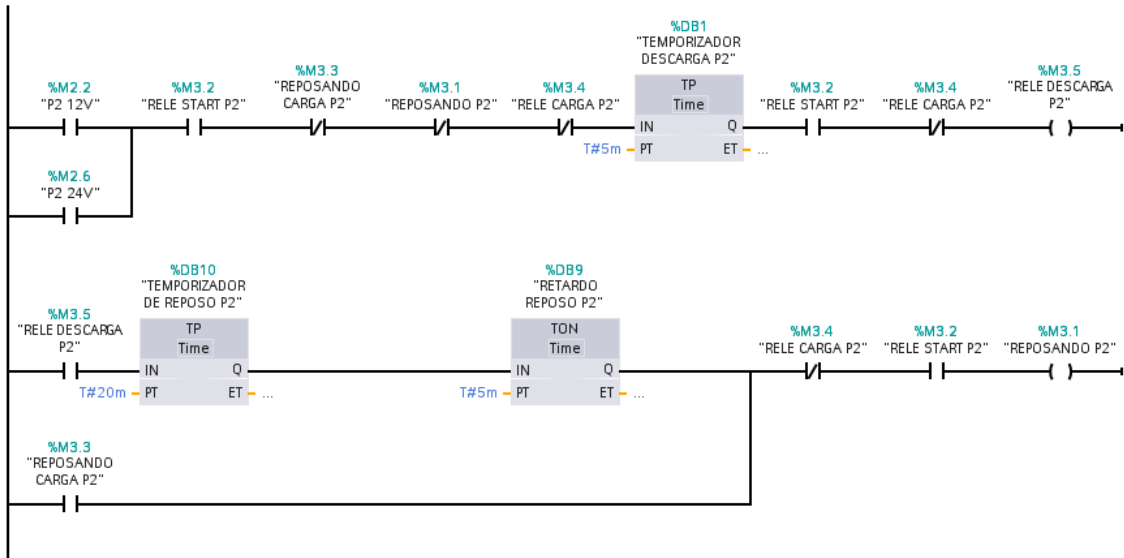 %DB1
"TEMPORIZADOR
DESCARGA P2"
%M2.2
"P2 12V"
%M3.2
"RELE START P2"
%M3.3
"REPOSANDO
CARGA P2"
%M3.1
"REPOSANDO P2"
%M3.4
"RELE CARGA P2"
TP
Time
IN Q
T#5m PT ET ...
%M3.2
"RELE START P2"
%M3.4
"RELE CARGA P2"
%M3.5
"RELE DESCARGA
P2"
%M2.6
"P2 24V"
%DB10
"TEMPORIZADOR
DE REPOSO P2"
%DB9
"RETARDO
REPOSO P2"
%M3.5
"RELE DESCARGA
P2"
TP
Time
IN Q
T#20m PT ET ...
TON
Time
IN Q
T#5m PT ET ...
%M3.4
"RELE CARGA P2"
%M3.2
"RELE START P2"
%M3.1
"REPOSANDO P2"
%M3.3
"REPOSANDO
CARGA P2"